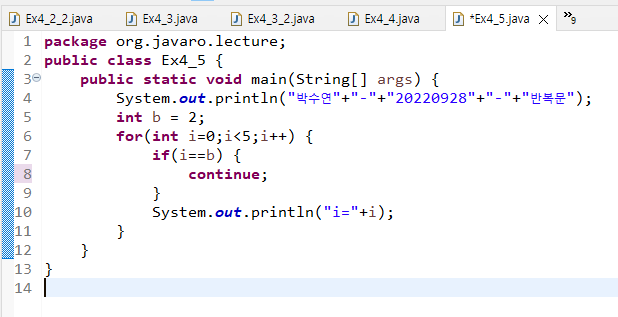 Ex4_2_2.java Ex4_3.java Ex4_3_2.java Ex4_4.java *Ex4_5.java »9
1 package org.javaro.lecture;
2 public class Ex4_5 {
3 public static void main(String[] args) {
4 System.out.println("박수연"+"-"+"20220928"+"-"+"반복문");
5 int b = 2;
6 for(int i=0;i<5;i++) {
7 if(i==b) {
8 continue;
9 }
10 System.out.println("i="+i);
11 }
12 }
13 }
14